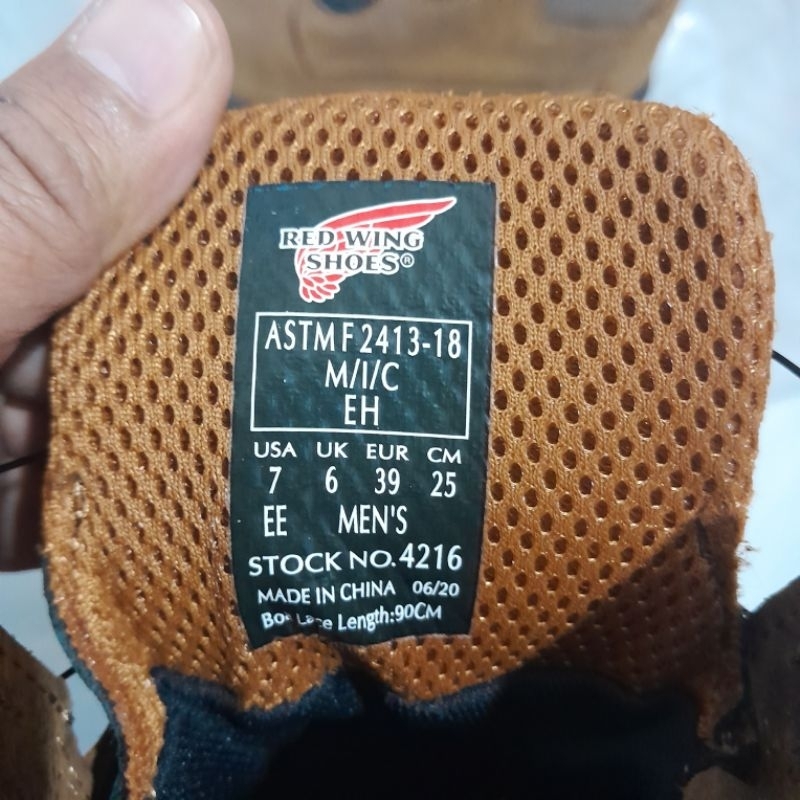 RED WING
SHOES®
ASTM F 2413-18
M/I/C
EH
USA UK EUR CM
7 6 39 25
EE MEN'S
STOCK NO. 4216
MADE IN CHINA 06/20
Length:90CM